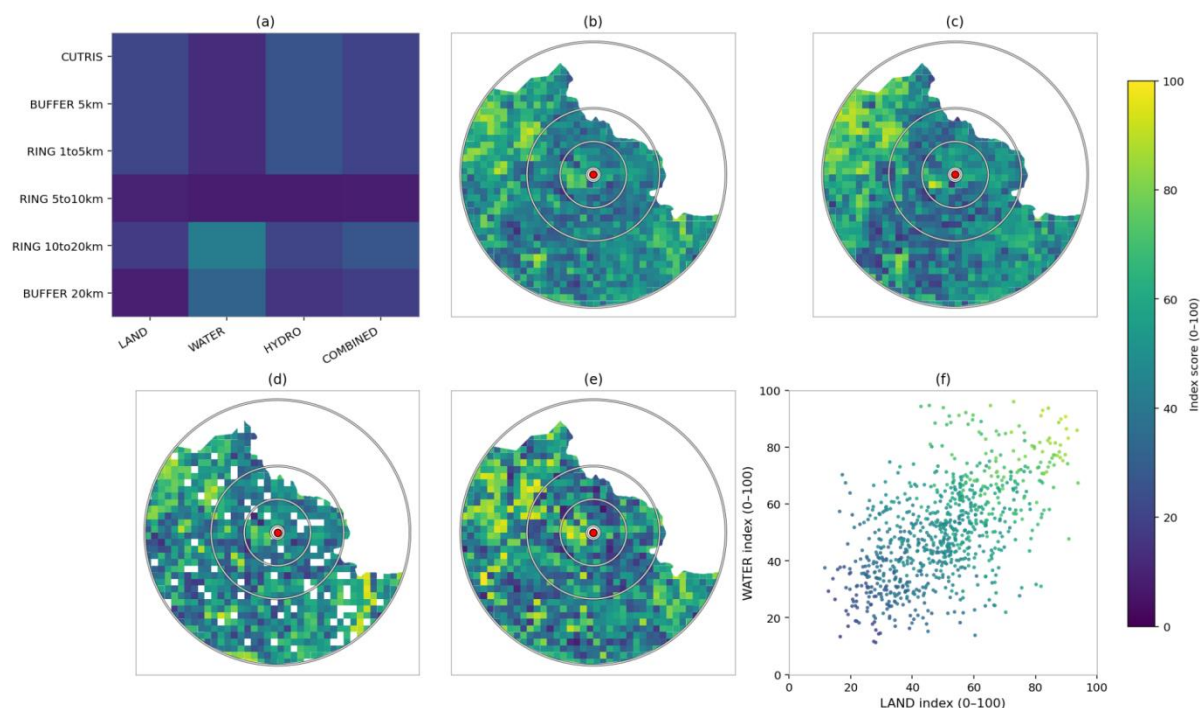 (a)
(b)
(c)
CUTRIS
BUFFER 5km
RING 1to5km
RING 5to10km
RING 10to20km
BUFFER 20km
LAND
WATER
HYDRO
COMBINED
100
80
60
40
20
0
Index score (0–100)
(d)
(e)
(f)
100
80
60
40
20
0
WATER index (0–100)
0
20
40
60
80
100
LAND index (0–100)